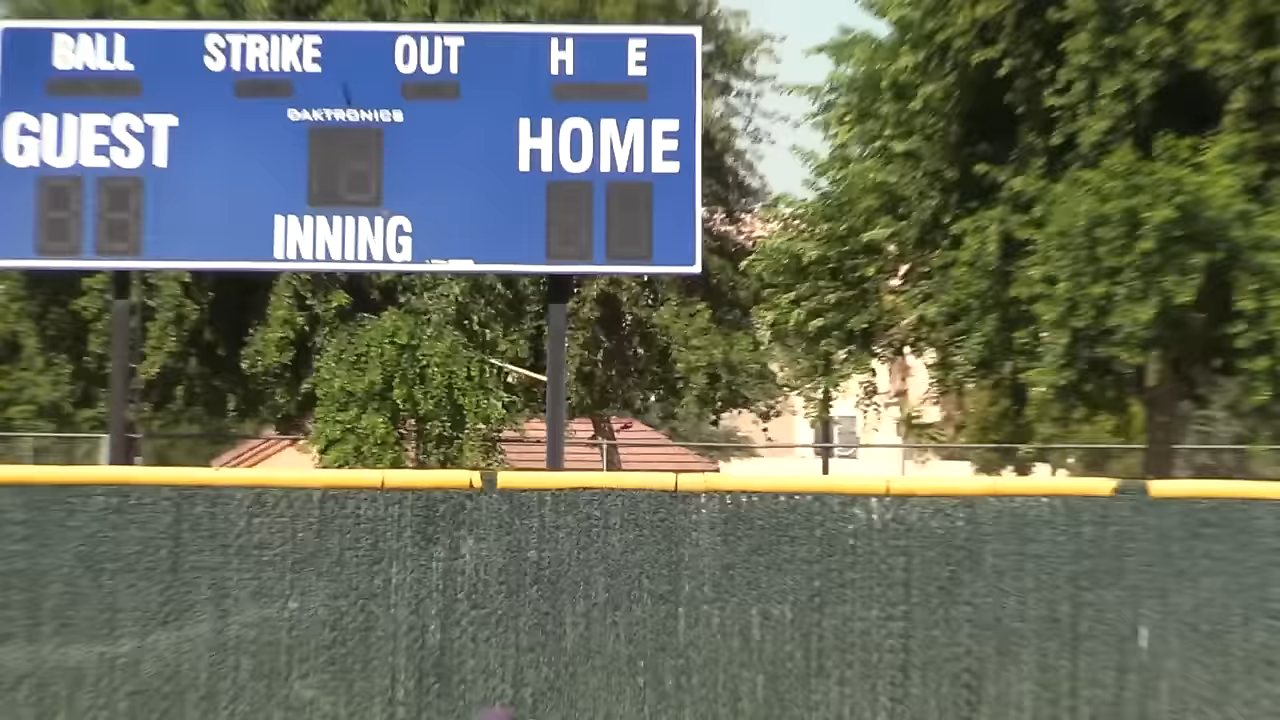 BALL STRIKE OUT H E
DAKTRONICS
GUEST HOME
INNING